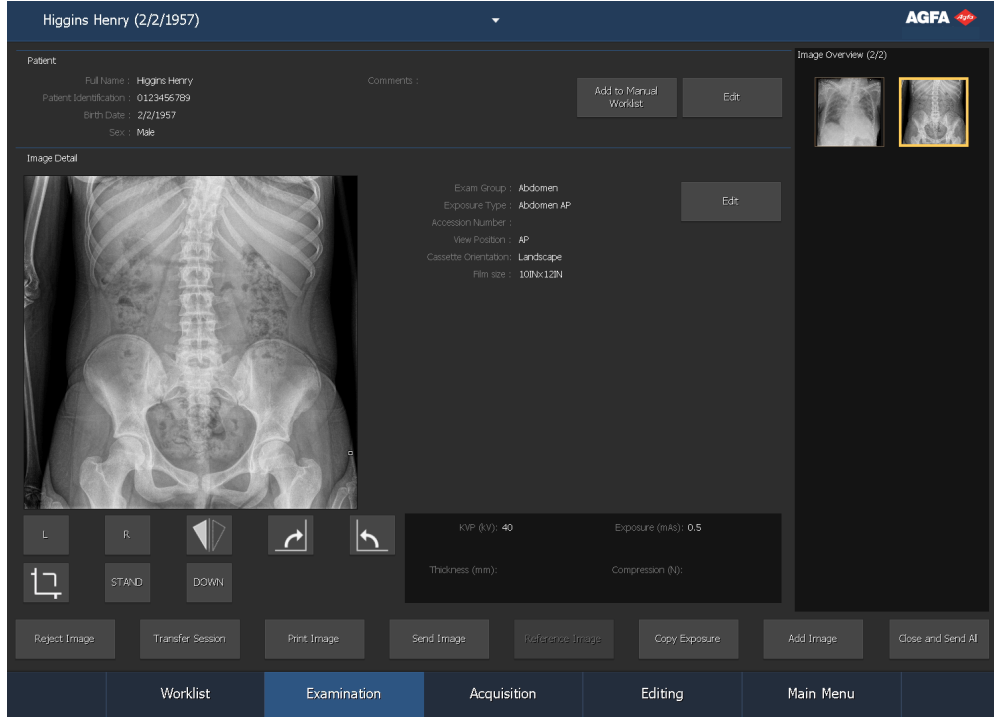 Higgins Henry (2/2/1957)
AGFA
Patient
Full Name : Higgins Henry
Patient Identification : 0123456789
Birth Date : 2/2/1957
Sex : Male
Comments :
Add to Manual
Worklist
Edit
Image Overview (2/2)
Image Detail
Exam Group : Abdomen
Exposure Type : Abdomen AP
Accession Number :
View Position : AP
Cassette Orientation: Landscape
Film size : 10INx12IN
Edit
L
R
STAND
DOWN
KVP (kV): 40
Exposure (mAs): 0.5
Thickness (mm):
Compression (N):
Reject Image
Transfer Session
Print Image
Send Image
Reference Image
Copy Exposure
Add Image
Close and Send All
Worklist
Examination
Acquisition
Editing
Main Menu